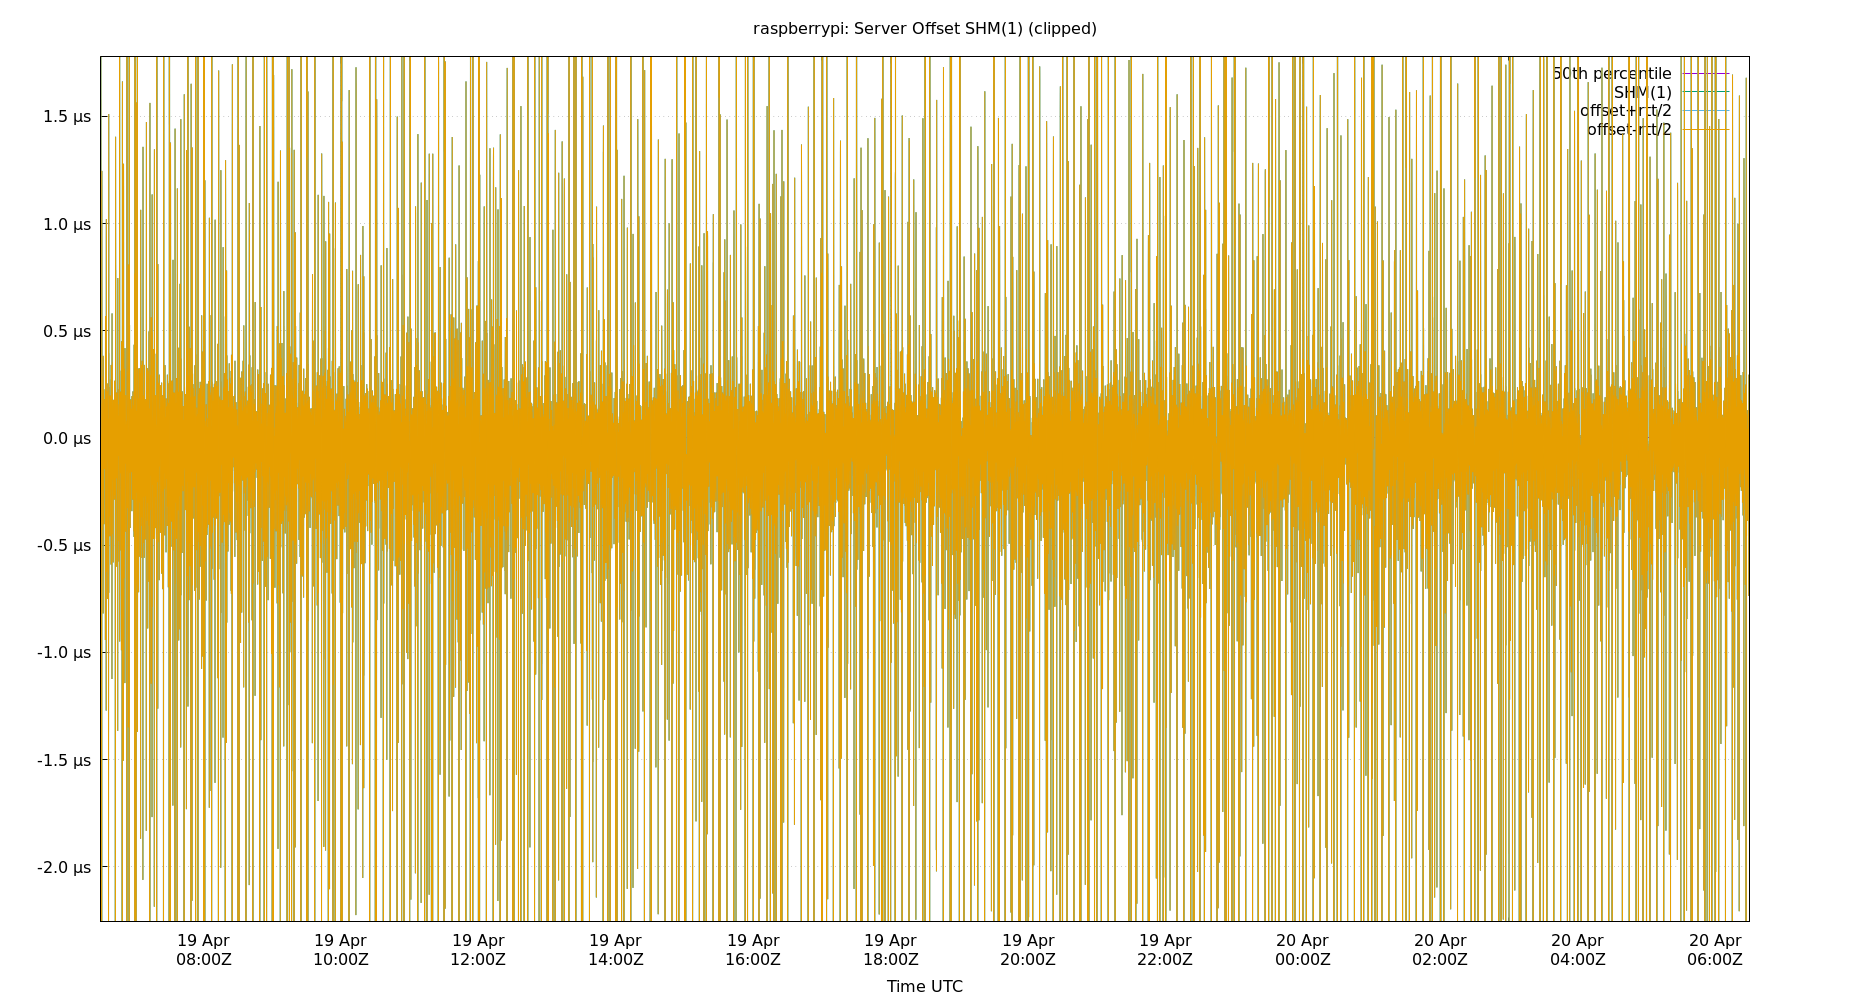 raspberrypi: Server Offset SHM(1) (clipped)
50th percentile
SHM(1)
offset+rtt/2
offset-rtt/2
1.5 µs
1.0 µs
0.5 µs
0.0 µs
-0.5 µs
-1.0 µs
-1.5 µs
-2.0 µs
19 Apr 19 Apr 19 Apr 19 Apr 19 Apr 19 Apr 19 Apr 19 Apr 20 Apr 20 Apr 20 Apr 20 Apr
08:00Z 10:00Z 12:00Z 14:00Z 16:00Z 18:00Z 20:00Z 22:00Z 00:00Z 02:00Z 04:00Z 06:00Z
Time UTC